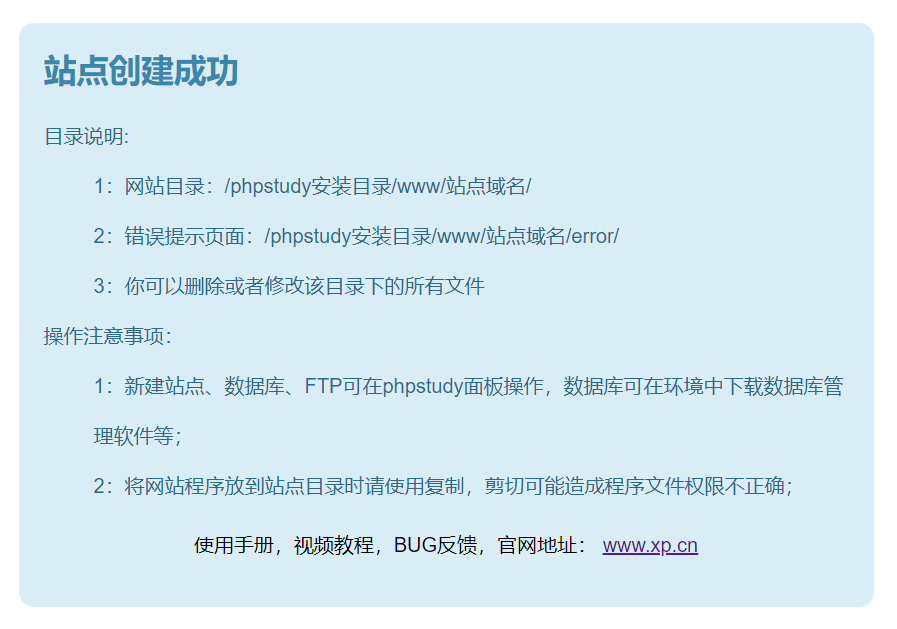 站点创建成功
目录说明:
1：网站目录：/phpstudy安装目录/www/站点域名/
2：错误提示页面：/phpstudy安装目录/www/站点域名/error/
3：你可以删除或者修改该目录下的所有文件
操作注意事项：
1：新建站点、数据库、FTP可在phpstudy面板操作，数据库可在环境中下载数据库管
理软件等；
2：将网站程序放到站点目录时请使用复制，剪切可能造成程序文件权限不正确；
使用手册，视频教程，BUG反馈，官网地址： www.xp.cn